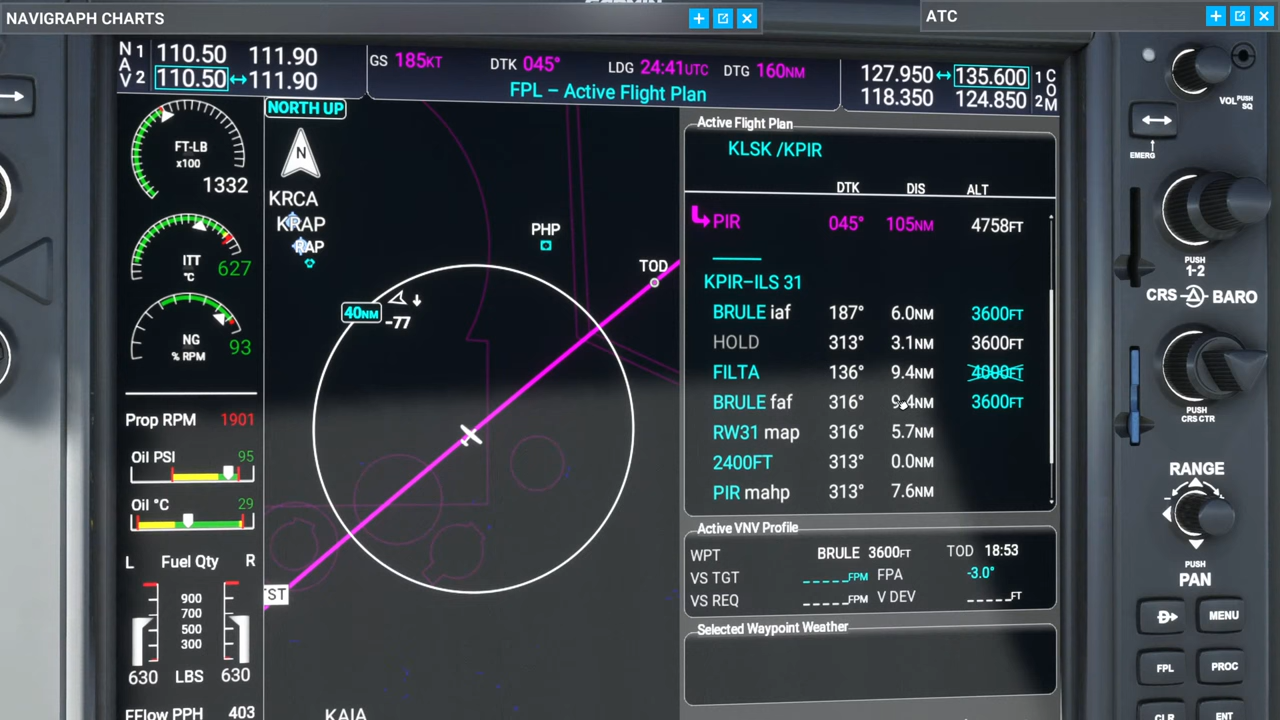 NAVIGRAPH CHARTS
ATC
N
A
V
1
2
110.50 111.90
110.50 ↔ 111.90
GS 185KT DTK 045° LDG 24:41UTC DTG 160NM
FPL – Active Flight Plan
127.950 ↔ 135.600
118.350 124.850
1 C
O
2 M
VOL PUSH SQ
EMERG
FT-LB
x100
1332
ITT
°C
627
NG
% RPM
93
Prop RPM 1901
Oil PSI 95
Oil °C 29
L Fuel Qty R
900
700
500
300
630 LBS 630
FFlow PPH 403
NORTH UP
N
KRCA
KRAP
RAP
PHP
TOD
40NM
-77
KAIA
Active Flight Plan
KLSK /KPIR
DTK DIS ALT
PIR 045° 105NM 4758FT
KPIR–ILS 31
BRULE iaf 187° 6.0NM 3600FT
HOLD 313° 3.1NM 3600FT
FILTA 136° 9.4NM 4000FT
BRULE faf 316° 9.4NM 3600FT
RW31 map 316° 5.7NM
2400FT 313° 0.0NM
PIR mahp 313° 7.6NM
Active VNV Profile
WPT BRULE 3600FT TOD 18:53
VS TGT _____FPM FPA -3.0°
VS REQ _____FPM V DEV _____FT
Selected Waypoint Weather
PUSH
1-2
CRS BARO
PUSH
CRS CTR
RANGE
PUSH
PAN
D MENU
FPL PROC
CLR ENT